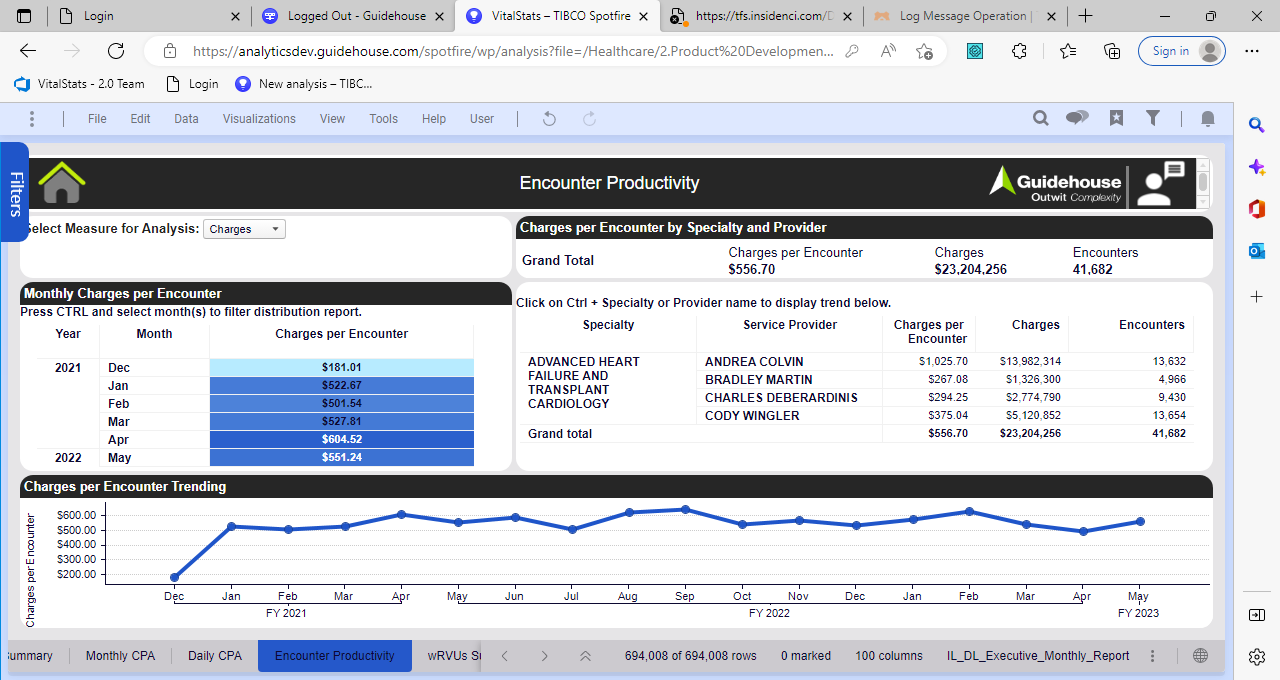 Login
Logged Out - Guidehouse
VitalStats – TIBCO Spotfire
https://tfs.insidenci.com/D
Log Message Operation |
https://analyticsdev.guidehouse.com/spotfire/wp/analysis?file=/Healthcare/2.Product%20Developmen...
Sign in
VitalStats - 2.0 Team
Login
New analysis – TIBC...
File Edit Data Visualizations View Tools Help User
Filters
Encounter Productivity
Guidehouse
Outwit Complexity
Select Measure for Analysis: Charges
Charges per Encounter by Specialty and Provider
Grand Total
Charges per Encounter Charges Encounters
$556.70 $23,204,256 41,682
Monthly Charges per Encounter
Press CTRL and select month(s) to filter distribution report.
Year Month Charges per Encounter
2021 Dec $181.01
Jan $522.67
Feb $501.54
Mar $527.81
Apr $604.52
2022 May $551.24
Click on Ctrl + Specialty or Provider name to display trend below.
Specialty Service Provider Charges per Encounter Charges Encounters
ADVANCED HEART FAILURE AND TRANSPLANT CARDIOLOGY
ANDREA COLVIN $1,025.70 $13,982,314 13,632
BRADLEY MARTIN $267.08 $1,326,300 4,966
CHARLES DEBERARDINIS $294.25 $2,774,790 9,430
CODY WINGLER $375.04 $5,120,852 13,654
Grand total $556.70 $23,204,256 41,682
Charges per Encounter Trending
Charges per Encounter
$600.00
$500.00
$400.00
$300.00
$200.00
Dec Jan Feb Mar Apr May Jun Jul Aug Sep Oct Nov Dec Jan Feb Mar Apr May
FY 2021 FY 2022 FY 2023
ummary Monthly CPA Daily CPA Encounter Productivity wRVUs S
694,008 of 694,008 rows 0 marked 100 columns IL_DL_Executive_Monthly_Report